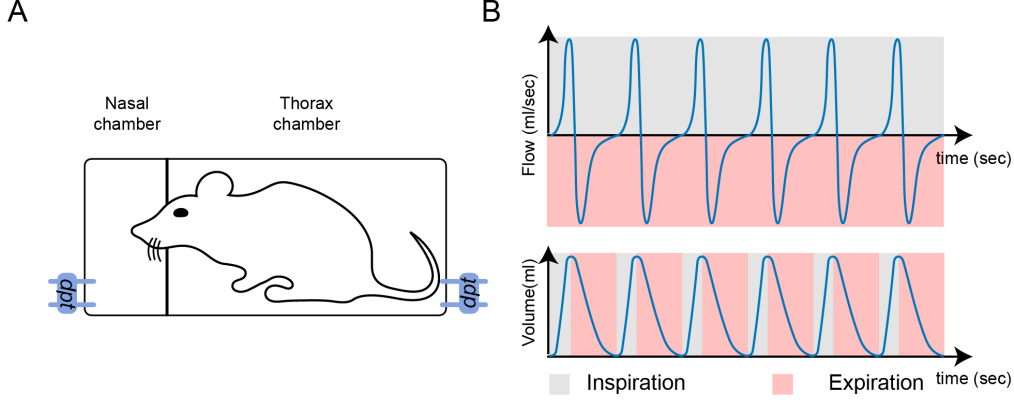 A
Nasal
chamber
Thorax
chamber
dpt
dpt
B
Flow (ml/sec)
time (sec)
Volume(ml)
time (sec)
Inspiration
Expiration